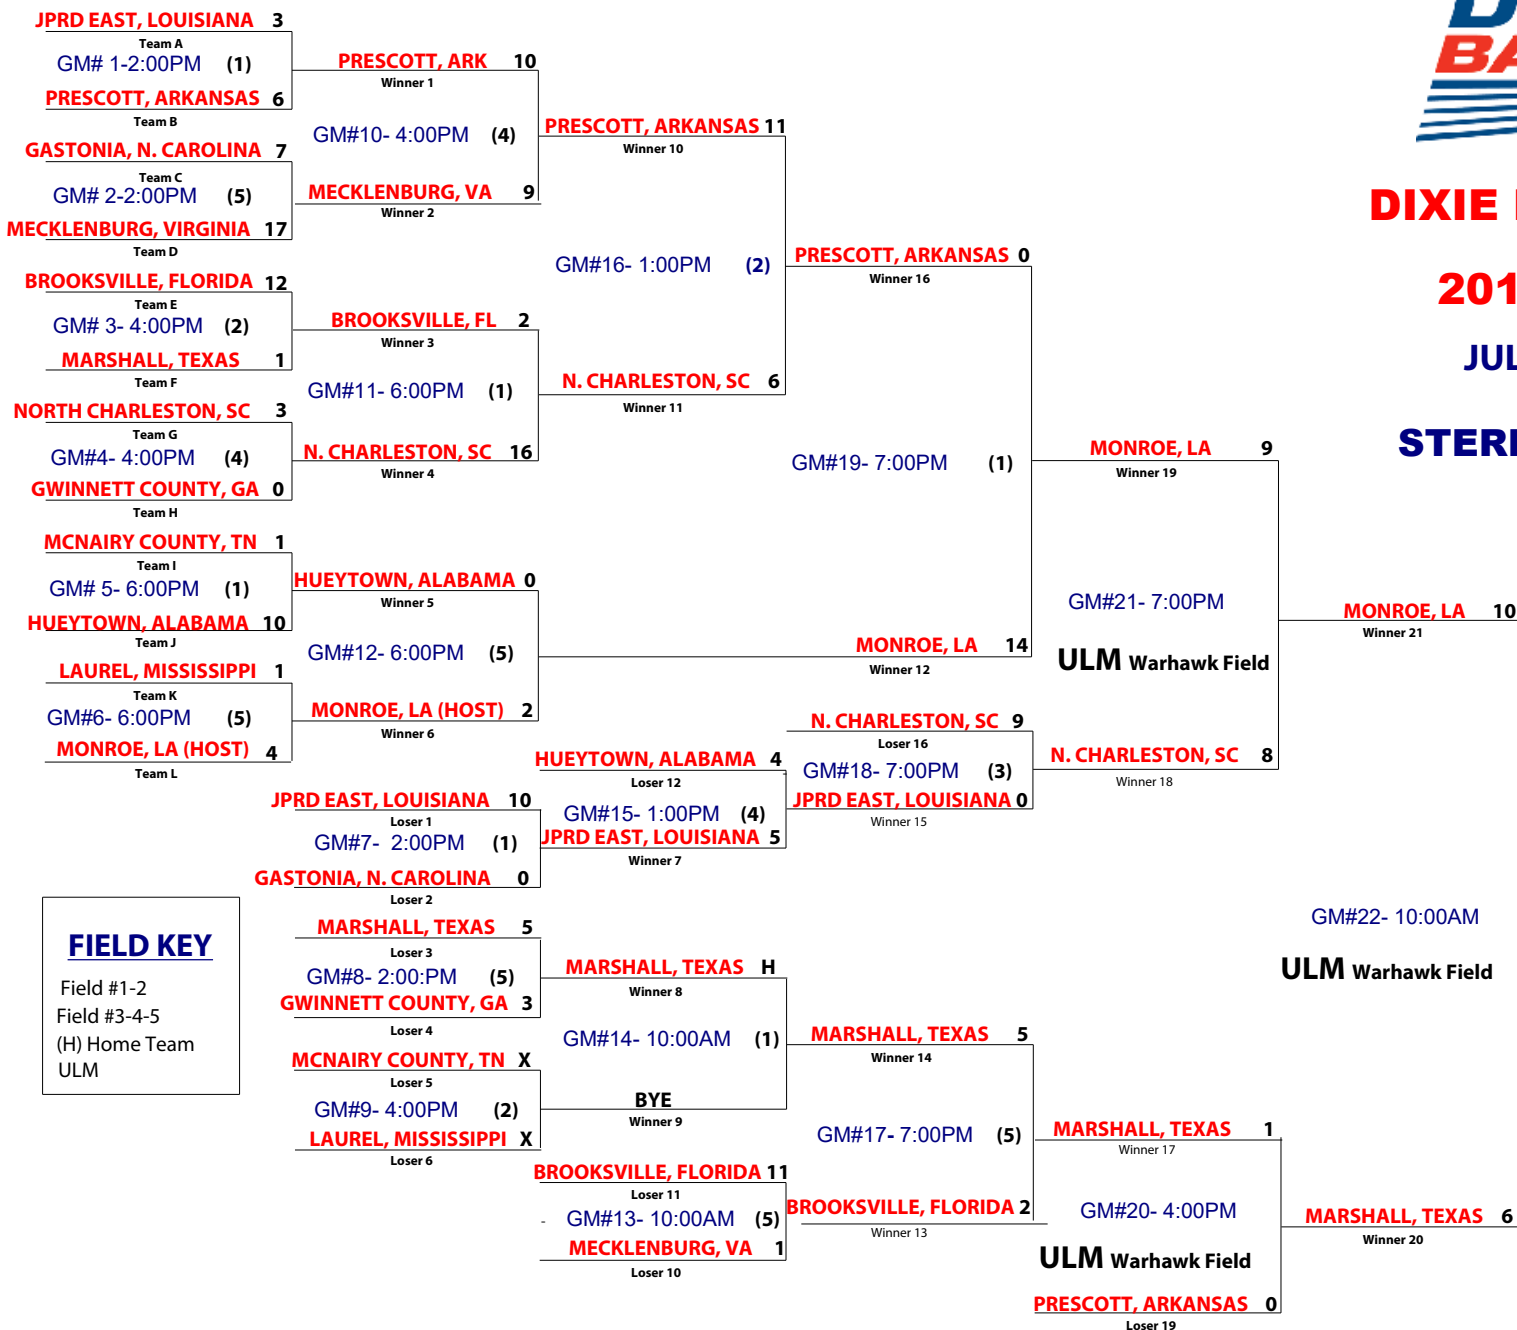 JPRD EAST, LOUISIANA 3
Team A
GM# 1-2:00PM (1)
PRESCOTT, ARKANSAS 6
Team B
GASTONIA, N. CAROLINA 7
Team C
GM# 2-2:00PM (5)
MECKLENBURG, VIRGINIA 17
Team D
BROOKSVILLE, FLORIDA 12
Team E
GM# 3- 4:00PM (2)
MARSHALL, TEXAS 1
Team F
NORTH CHARLESTON, SC 3
Team G
GM#4- 4:00PM (4)
GWINNETT COUNTY, GA 0
Team H
MCNAIRY COUNTY, TN 1
Team I
GM# 5- 6:00PM (1)
HUEYTOWN, ALABAMA 10
Team J
LAUREL, MISSISSIPPI 1
Team K
GM#6- 6:00PM (5)
MONROE, LA (HOST) 4
Team L
PRESCOTT, ARK 10
Winner 1
GM#10- 4:00PM (4)
MECKLENBURG, VA 9
Winner 2
BROOKSVILLE, FL 2
Winner 3
GM#11- 6:00PM (1)
N. CHARLESTON, SC 16
Winner 4
HUEYTOWN, ALABAMA 0
Winner 5
GM#12- 6:00PM (5)
MONROE, LA (HOST) 2
Winner 6
JPRD EAST, LOUISIANA 10
Loser 1
GM#7- 2:00PM (1)
GASTONIA, N. CAROLINA 0
Loser 2
MARSHALL, TEXAS 5
Loser 3
GM#8- 2:00:PM (5)
GWINNETT COUNTY, GA 3
Loser 4
MCNAIRY COUNTY, TN X
Loser 5
GM#9- 4:00PM (2)
LAUREL, MISSISSIPPI X
Loser 6
PRESCOTT, ARKANSAS 11
Winner 10
GM#16- 1:00PM (2)
N. CHARLESTON, SC 6
Winner 11
HUEYTOWN, ALABAMA 4
Loser 12
GM#15- 1:00PM (4)
JPRD EAST, LOUISIANA 5
Winner 7
MARSHALL, TEXAS H
Winner 8
GM#14- 10:00AM (1)
BYE
Winner 9
BROOKSVILLE, FLORIDA 11
Loser 11
- GM#13- 10:00AM (5)
MECKLENBURG, VA 1
Loser 10
PRESCOTT, ARKANSAS 0
Winner 16
GM#19- 7:00PM (1)
MONROE, LA 14
Winner 12
N. CHARLESTON, SC 9
Loser 16
GM#18- 7:00PM (3)
JPRD EAST, LOUISIANA 0
Winner 15
MARSHALL, TEXAS 5
Winner 14
GM#17- 7:00PM (5)
BROOKSVILLE, FLORIDA 2
Winner 13
MONROE, LA 9
Winner 19
GM#21- 7:00PM
ULM Warhawk Field
N. CHARLESTON, SC 8
Winner 18
MARSHALL, TEXAS 1
Winner 17
GM#20- 4:00PM
ULM Warhawk Field
PRESCOTT, ARKANSAS 0
Loser 19
MONROE, LA 10
Winner 21
GM#22- 10:00AM
ULM Warhawk Field
MARSHALL, TEXAS 6
Winner 20
DIXIE
201
JUL
FIELD KEY
Field #1-2
Field #3-4-5
(H) Home Team
ULM